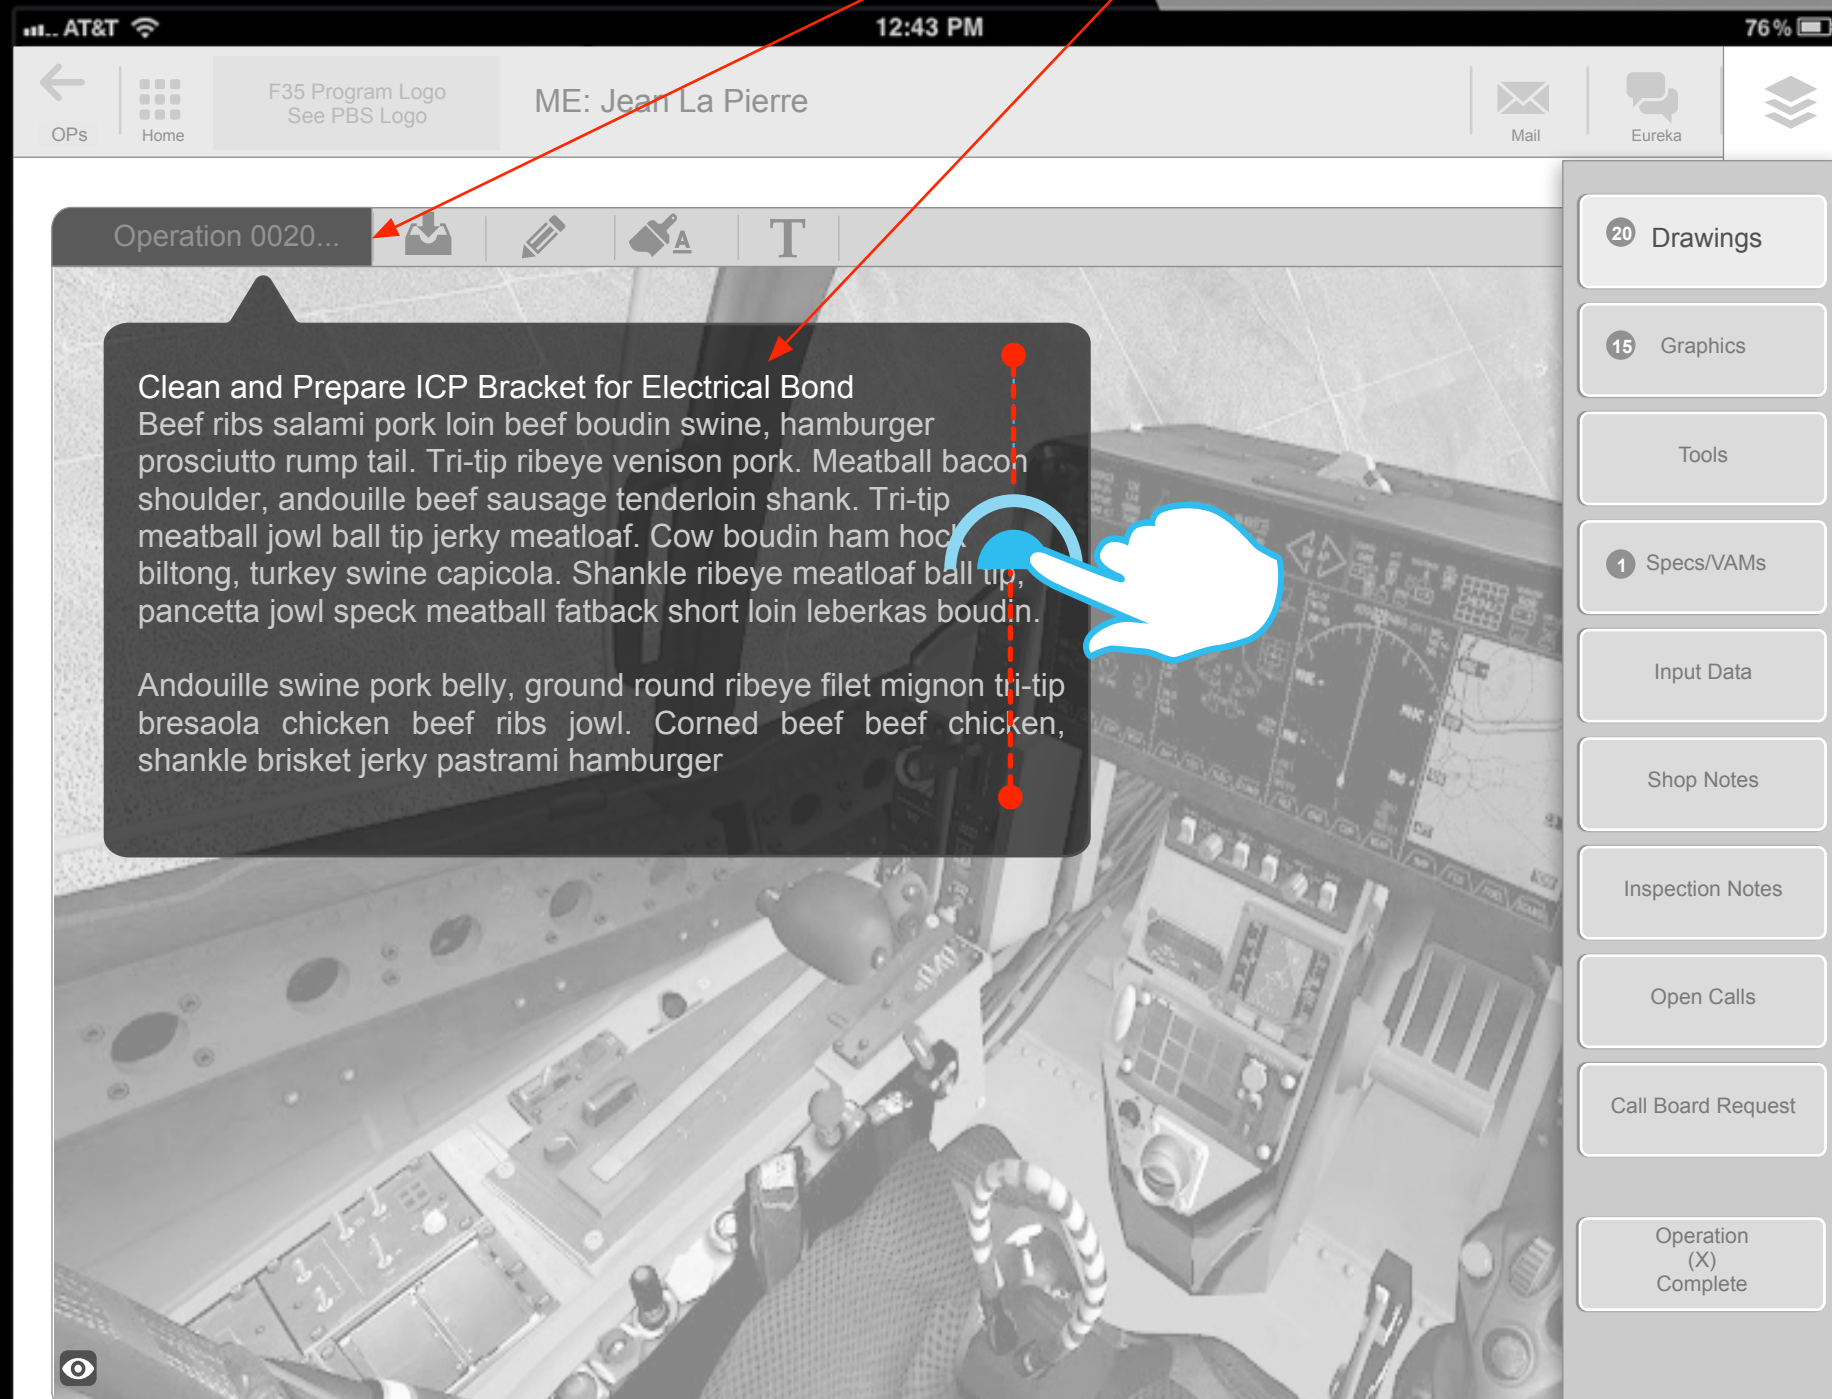 AT&T
12:43 PM
76%
OPs
Home
F35 Program Logo
See PBS Logo
ME: Jean La Pierre
Mail
Eureka
Operation 0020...
A
T
Clean and Prepare ICP Bracket for Electrical Bond
Beef ribs salami pork loin beef boudin swine, hamburger
prosciutto rump tail. Tri-tip ribeye venison pork. Meatball bacon
shoulder, andouille beef sausage tenderloin shank. Tri-tip
meatball jowl ball tip jerky meatloaf. Cow boudin ham hock
biltong, turkey swine capicola. Shankle ribeye meatloaf ball tip,
pancetta jowl speck meatball fatback short loin leberkas boudin.
Andouille swine pork belly, ground round ribeye filet mignon tri-tip
bresaola chicken beef ribs jowl. Corned beef beef chicken,
shankle brisket jerky pastrami hamburger
MENU
20 Drawings
15 Graphics
Tools
1 Specs/VAMs
Input Data
Shop Notes
Inspection Notes
Open Calls
Call Board Request
Operation
(X)
Complete